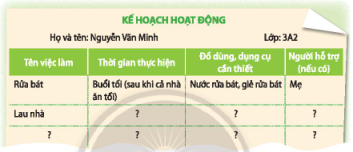 KẾ HOẠCH HOẠT ĐỘNG
Họ và tên: Nguyễn Văn Minh Lớp: 3A2
Tên việc làm Thời gian thực hiện Đồ dùng, dụng cụ cần thiết Người hỗ trợ (nếu có)
Rửa bát Buổi tối (sau khi cả nhà ăn tối) Nước rửa bát, giẻ rửa bát Mẹ
Lau nhà ? ? ?
? ? ? ?